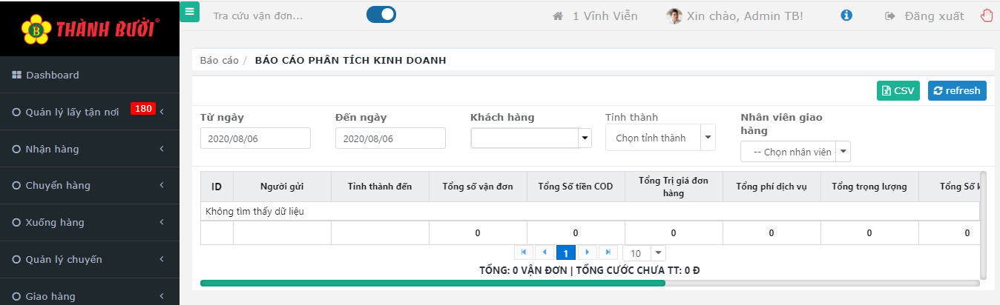 THÀNH BƯỞI®
Tra cứu vận đơn...
1 Vĩnh Viễn
Xin chào, Admin TB!
Đăng xuất
Dashboard
Quản lý lấy tận nơi 180
Nhận hàng
Chuyển hàng
Xuống hàng
Quản lý chuyến
Giao hàng
Báo cáo / BÁO CÁO PHÂN TÍCH KINH DOANH
CSV
refresh
Từ ngày
2020/08/06
Đến ngày
2020/08/06
Khách hàng
Tỉnh thành
Chọn tỉnh thành
Nhân viên giao
hàng
-- Chọn nhân viên
ID
Người gửi
Tỉnh thành đến
Tổng số vận đơn
Tổng Số tiền COD
Tổng Trị giá đơn
hàng
Tổng phí dịch vụ
Tổng trọng lượng
Tổng Số
Không tìm thấy dữ liệu
0 0 0 0 0 0
1
10
TỔNG: 0 VẬN ĐƠN | TỔNG CƯỚC CHƯA TT: 0 Đ